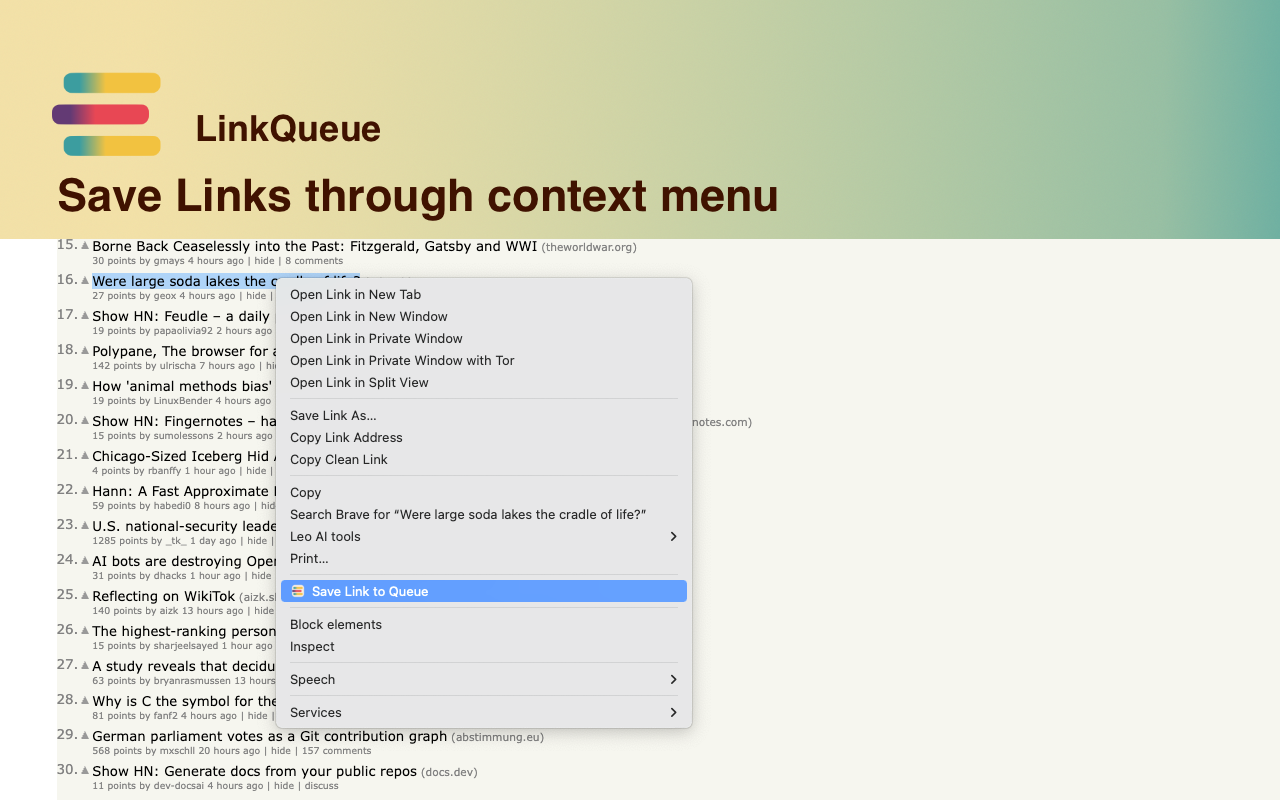 LinkQueue
Save Links through context menu
15. Borne Back Ceaselessly into the Past: Fitzgerald, Gatsby and WWI (theworldwar.org)
30 points by gmays 4 hours ago | hide | 8 comments
16. Were large soda lakes the cradle of life?
27 points by geox 4 hours ago | hide |
17. Show HN: Feudle – a daily
19 points by papaolivia92 2 hours ago
18. Polypane, The browser for
142 points by ulrischa 7 hours ago |
19. How 'animal methods bias'
19 points by LinuxBender 4 hours ago
20. Show HN: Fingernotes –
notes.com)
15 points by sumolessons 2 hours ago
21. Chicago-Sized Iceberg Hid
4 points by rbanffy 1 hour ago | hide |
22. Hann: A Fast Approximate
59 points by habedi0 8 hours ago |
23. U.S. national-security
1285 points by _tk_ 1 day ago | hide |
24. AI bots are destroying
31 points by dhacks 1 hour ago | hide
25. Reflecting on WikiTok
140 points by aizk 13 hours ago | hide
26. The highest-ranking
15 points by sharjeelsayed 1 hour ago
27. A study reveals that
63 points by bryanrasmussen 13 hours
28. Why is C the symbol for the
81 points by fanf2 4 hours ago | hide |
29. German parliament votes as a Git contribution graph (abstimmung.eu)
568 points by mxschll 20 hours ago | hide | 157 comments
30. Show HN: Generate docs from your public repos (docs.dev)
11 points by dev-docsai 4 hours ago | hide | discuss
Open Link in New Tab
Open Link in New Window
Open Link in Private Window
Open Link in Private Window with Tor
Open Link in Split View
Save Link As...
Copy Link Address
Copy Clean Link
Copy
Search Brave for “Were large soda lakes the cradle of life?”
Leo AI tools
Print...
Save Link to Queue
Block elements
Inspect
Speech
Services